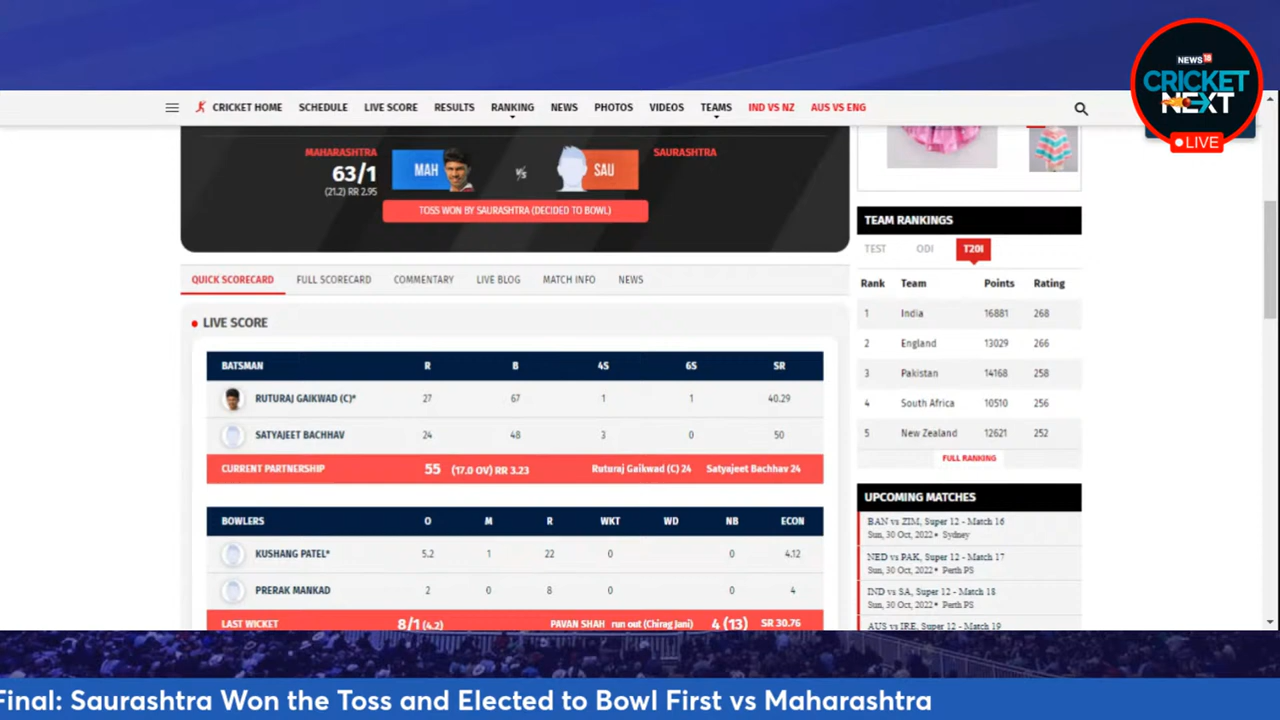 NEWS18
CRICKET
NEXT
LIVE
CRICKET HOME SCHEDULE LIVE SCORE RESULTS RANKING NEWS PHOTOS VIDEOS TEAMS IND VS NZ AUS VS ENG
MAHARASHTRA
63/1
(21.2) RR 2.95
MAH
V/S
SAU
SAURASHTRA
TOSS WON BY SAURASHTRA (DECIDED TO BOWL)
QUICK SCORECARD FULL SCORECARD COMMENTARY LIVE BLOG MATCH INFO NEWS
LIVE SCORE
BATSMAN R B 4S 6S SR
RUTURAJ GAIKWAD (C)* 27 67 1 1 40.29
SATYAJEET BACHHAV 24 48 3 0 50
CURRENT PARTNERSHIP 55 (17.0 OV) RR 3.23 Ruturaj Gaikwad (C) 24 Satyajeet Bachhav 24
BOWLERS O M R WKT WD NB ECON
KUSHANG PATEL* 5.2 1 22 0 0 4.12
PRERAK MANKAD 2 0 8 0 0 4
LAST WICKET 8/1 (4.2) PAVAN SHAH run out (Chirag Jani) 4 (13) SR 30.76
TEAM RANKINGS
TEST ODI T20I
Rank Team Points Rating
1 India 16881 268
2 England 13029 266
3 Pakistan 14168 258
4 South Africa 10510 256
5 New Zealand 12621 252
FULL RANKING
UPCOMING MATCHES
BAN vs ZIM, Super 12 - Match 16
Sun, 30 Oct, 2022• Sydney
NED vs PAK, Super 12 - Match 17
Sun, 30 Oct, 2022• Perth PS
IND vs SA, Super 12 - Match 18
Sun, 30 Oct, 2022• Perth PS
AUS vs IRE, Super 12 - Match 19
Final: Saurashtra Won the Toss and Elected to Bowl First vs Maharashtra